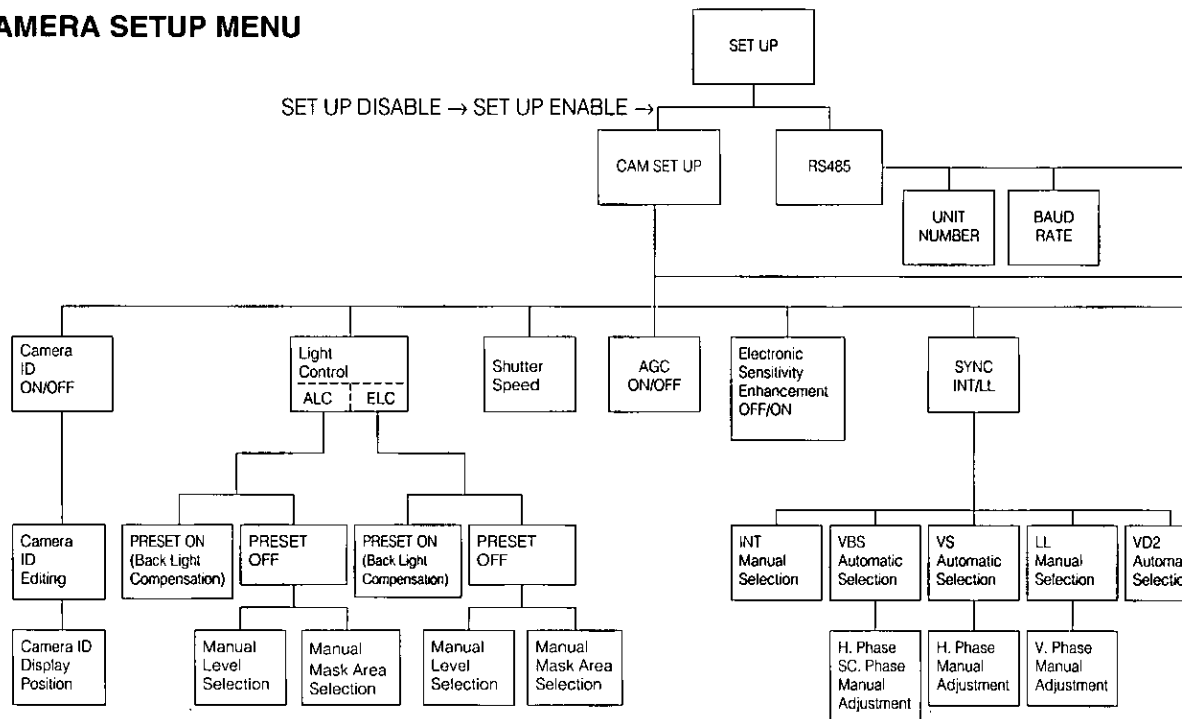 AMERA SETUP MENU
SET UP
SET UP DISABLE → SET UP ENABLE →
CAM SET UP
RS485
UNIT
NUMBER
BAUD
RATE
Camera
ID
ON/OFF
Light
Control
ALC
ELC
Shutter
Speed
AGC
ON/OFF
Electronic
Sensitivity
Enhancement
OFF/ON
SYNC
INT/LL
Camera
ID
Editing
PRESET ON
(Back Light
Compensation)
PRESET
OFF
PRESET ON
(Back Light
Compensation)
PRESET
OFF
INT
Manual
Selection
VBS
Automatic
Selection
VS
Automatic
Selection
LL
Manual
Selection
VD2
Automa
Selectio
Camera ID
Display
Position
Manual
Level
Selection
Manual
Mask Area
Selection
Manual
Level
Selection
Manual
Mask Area
Selection
H. Phase
SC. Phase
Manual
Adjustment
H. Phase
Manual
Adjustment
V. Phase
Manual
Adjustment